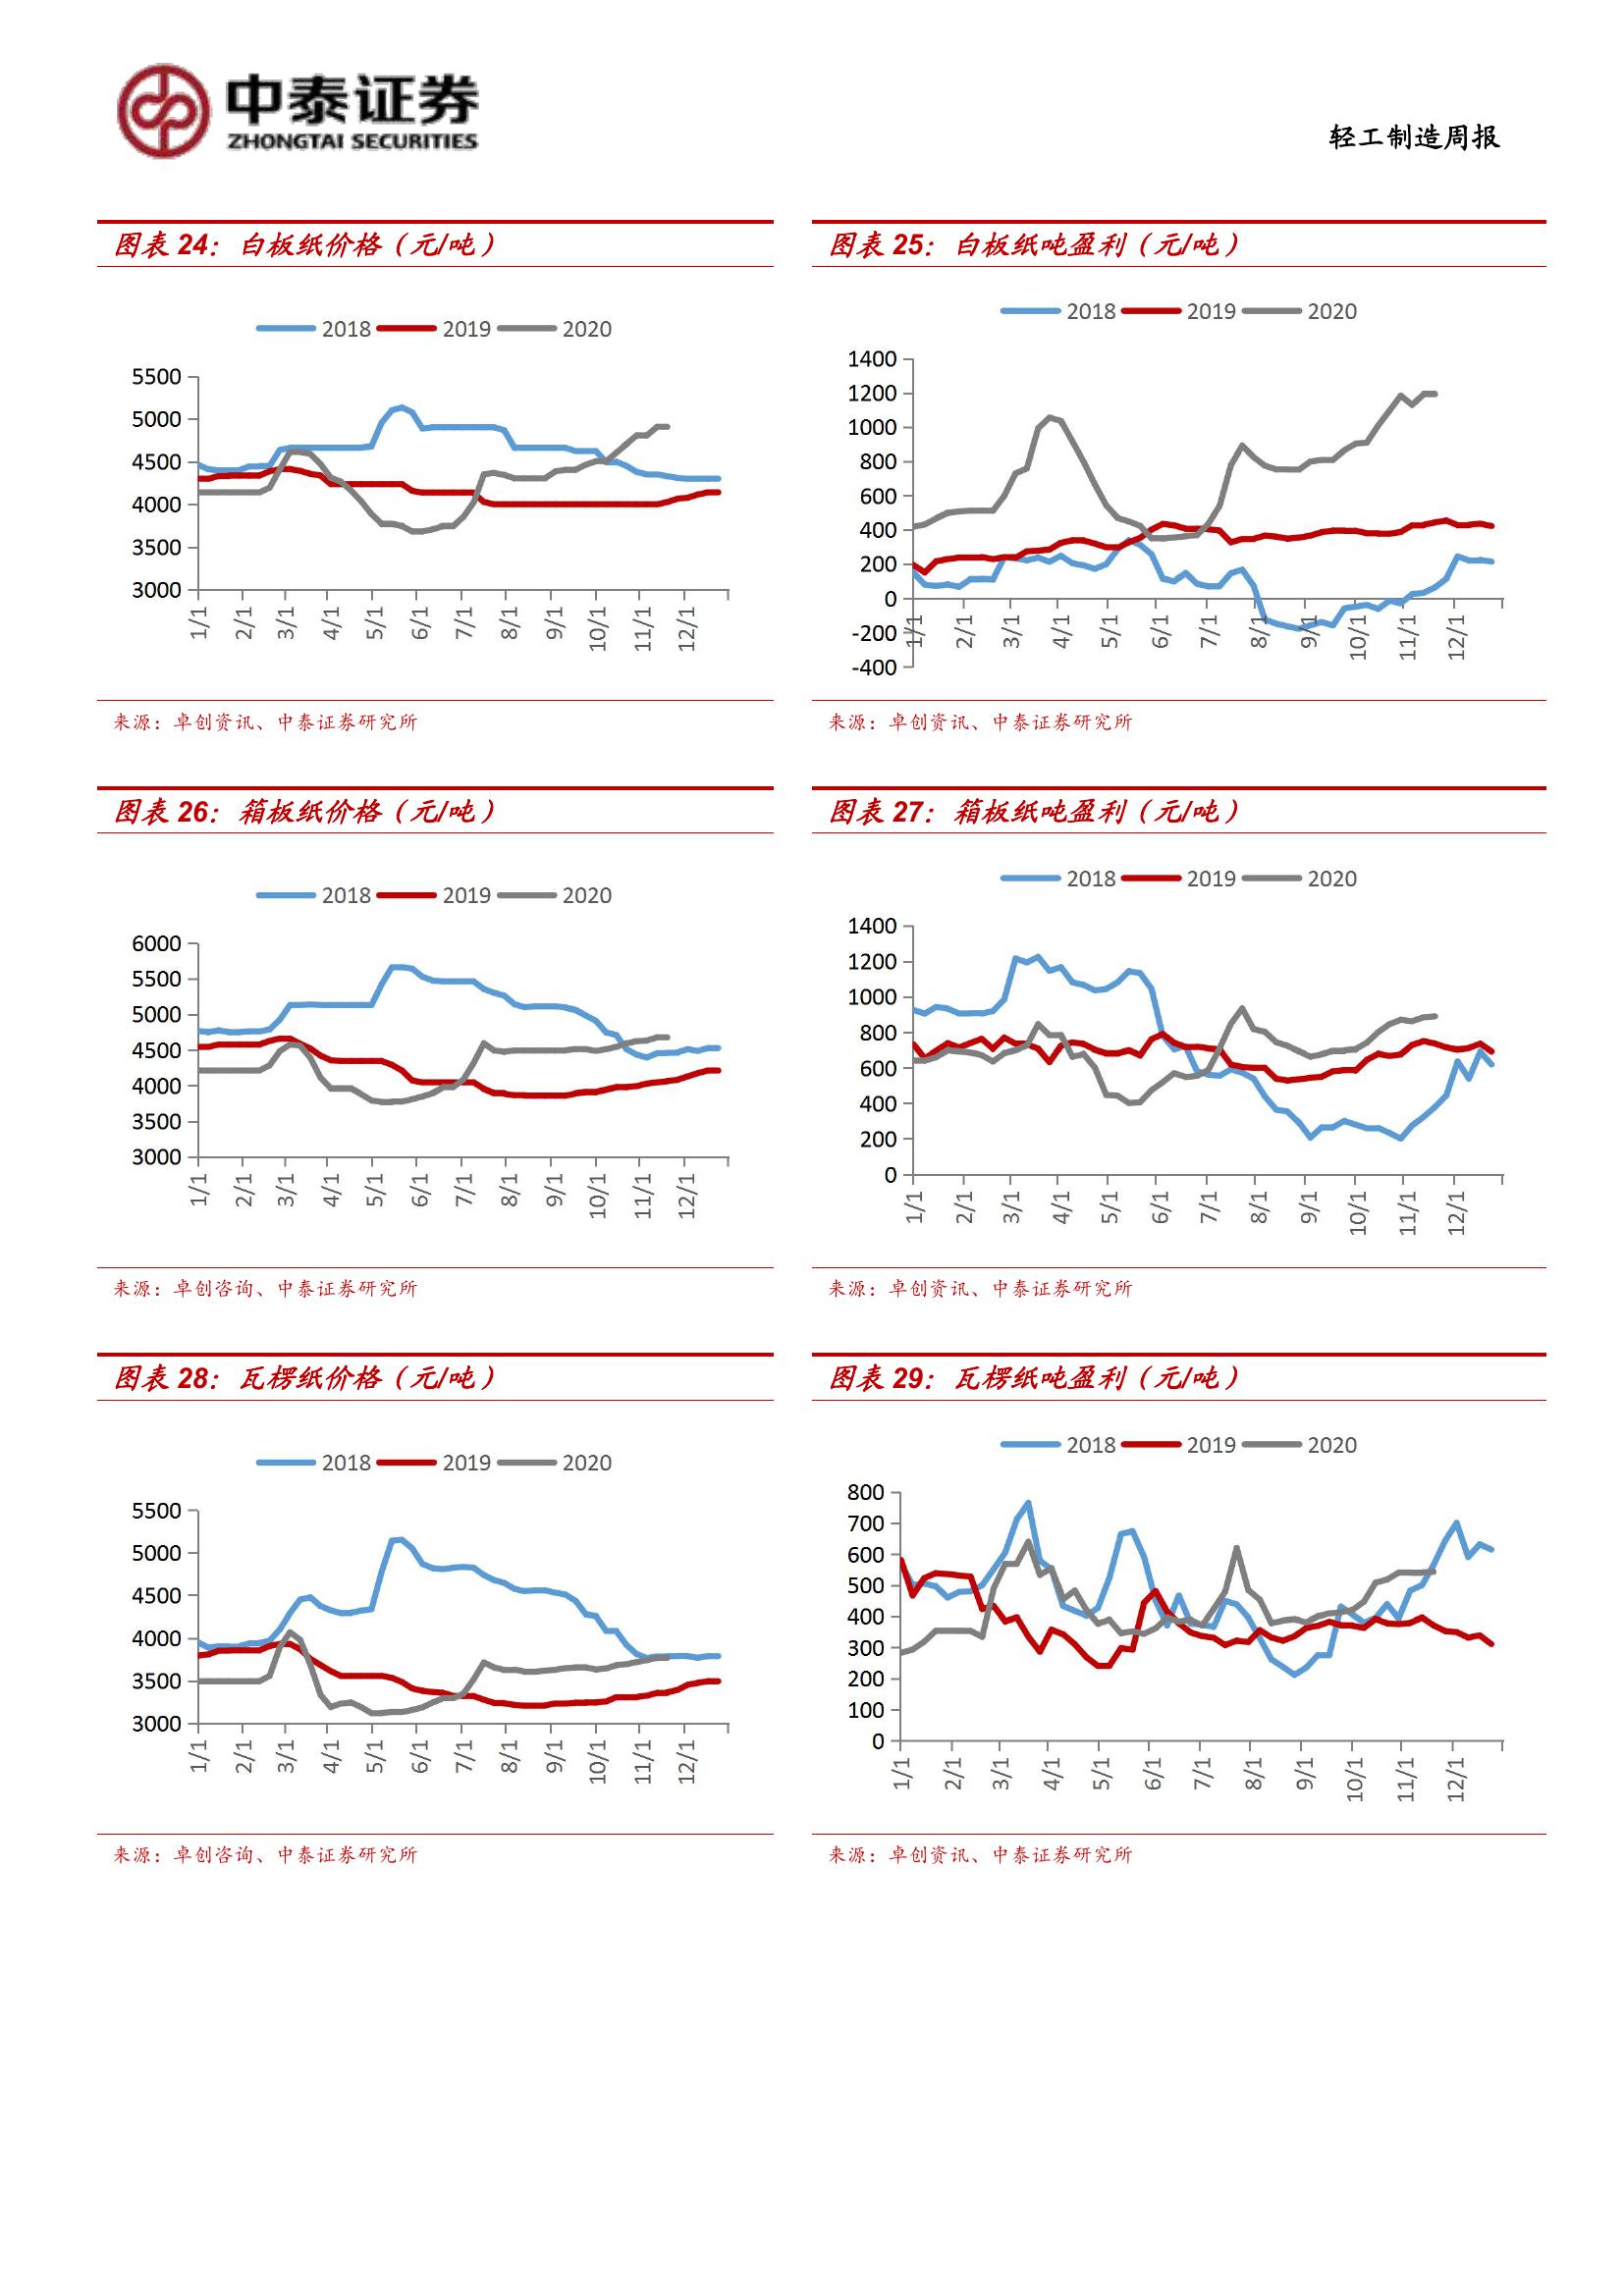 中泰证券
ZHONGTAI SECURITIES
轻工制造周报
图表 24：白板纸价格（元/吨）
2018 2019 2020
5500
5000
4500
4000
3500
3000
1/1 2/1 3/1 4/1 5/1 6/1 7/1 8/1 9/1 10/1 11/1 12/1
来源：卓创资讯、中泰证券研究所
图表 25：白板纸吨盈利（元/吨）
2018 2019 2020
1400
1200
1000
800
600
400
200
0
-200
-400
1/1 2/1 3/1 4/1 5/1 6/1 7/1 8/1 9/1 10/1 11/1 12/1
来源：卓创资讯、中泰证券研究所
图表 26：箱板纸价格（元/吨）
2018 2019 2020
6000
5500
5000
4500
4000
3500
3000
1/1 2/1 3/1 4/1 5/1 6/1 7/1 8/1 9/1 10/1 11/1 12/1
来源：卓创咨询、中泰证券研究所
图表 27：箱板纸吨盈利（元/吨）
2018 2019 2020
1400
1200
1000
800
600
400
200
0
1/1 2/1 3/1 4/1 5/1 6/1 7/1 8/1 9/1 10/1 11/1 12/1
来源：卓创资讯、中泰证券研究所
图表 28：瓦楞纸价格（元/吨）
2018 2019 2020
5500
5000
4500
4000
3500
3000
1/1 2/1 3/1 4/1 5/1 6/1 7/1 8/1 9/1 10/1 11/1 12/1
来源：卓创咨询、中泰证券研究所
图表 29：瓦楞纸吨盈利（元/吨）
2018 2019 2020
800
700
600
500
400
300
200
100
0
1/1 2/1 3/1 4/1 5/1 6/1 7/1 8/1 9/1 10/1 11/1 12/1
来源：卓创资讯、中泰证券研究所